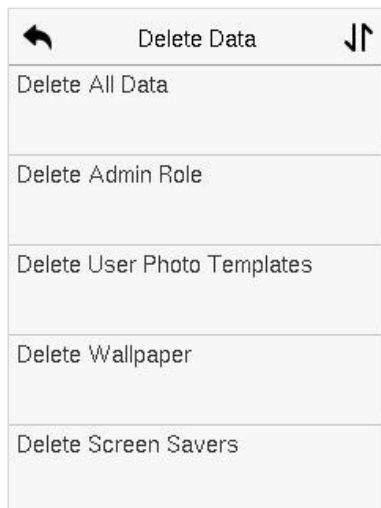 Delete Data
Delete All Data
Delete Admin Role
Delete User Photo Templates
Delete Wallpaper
Delete Screen Savers